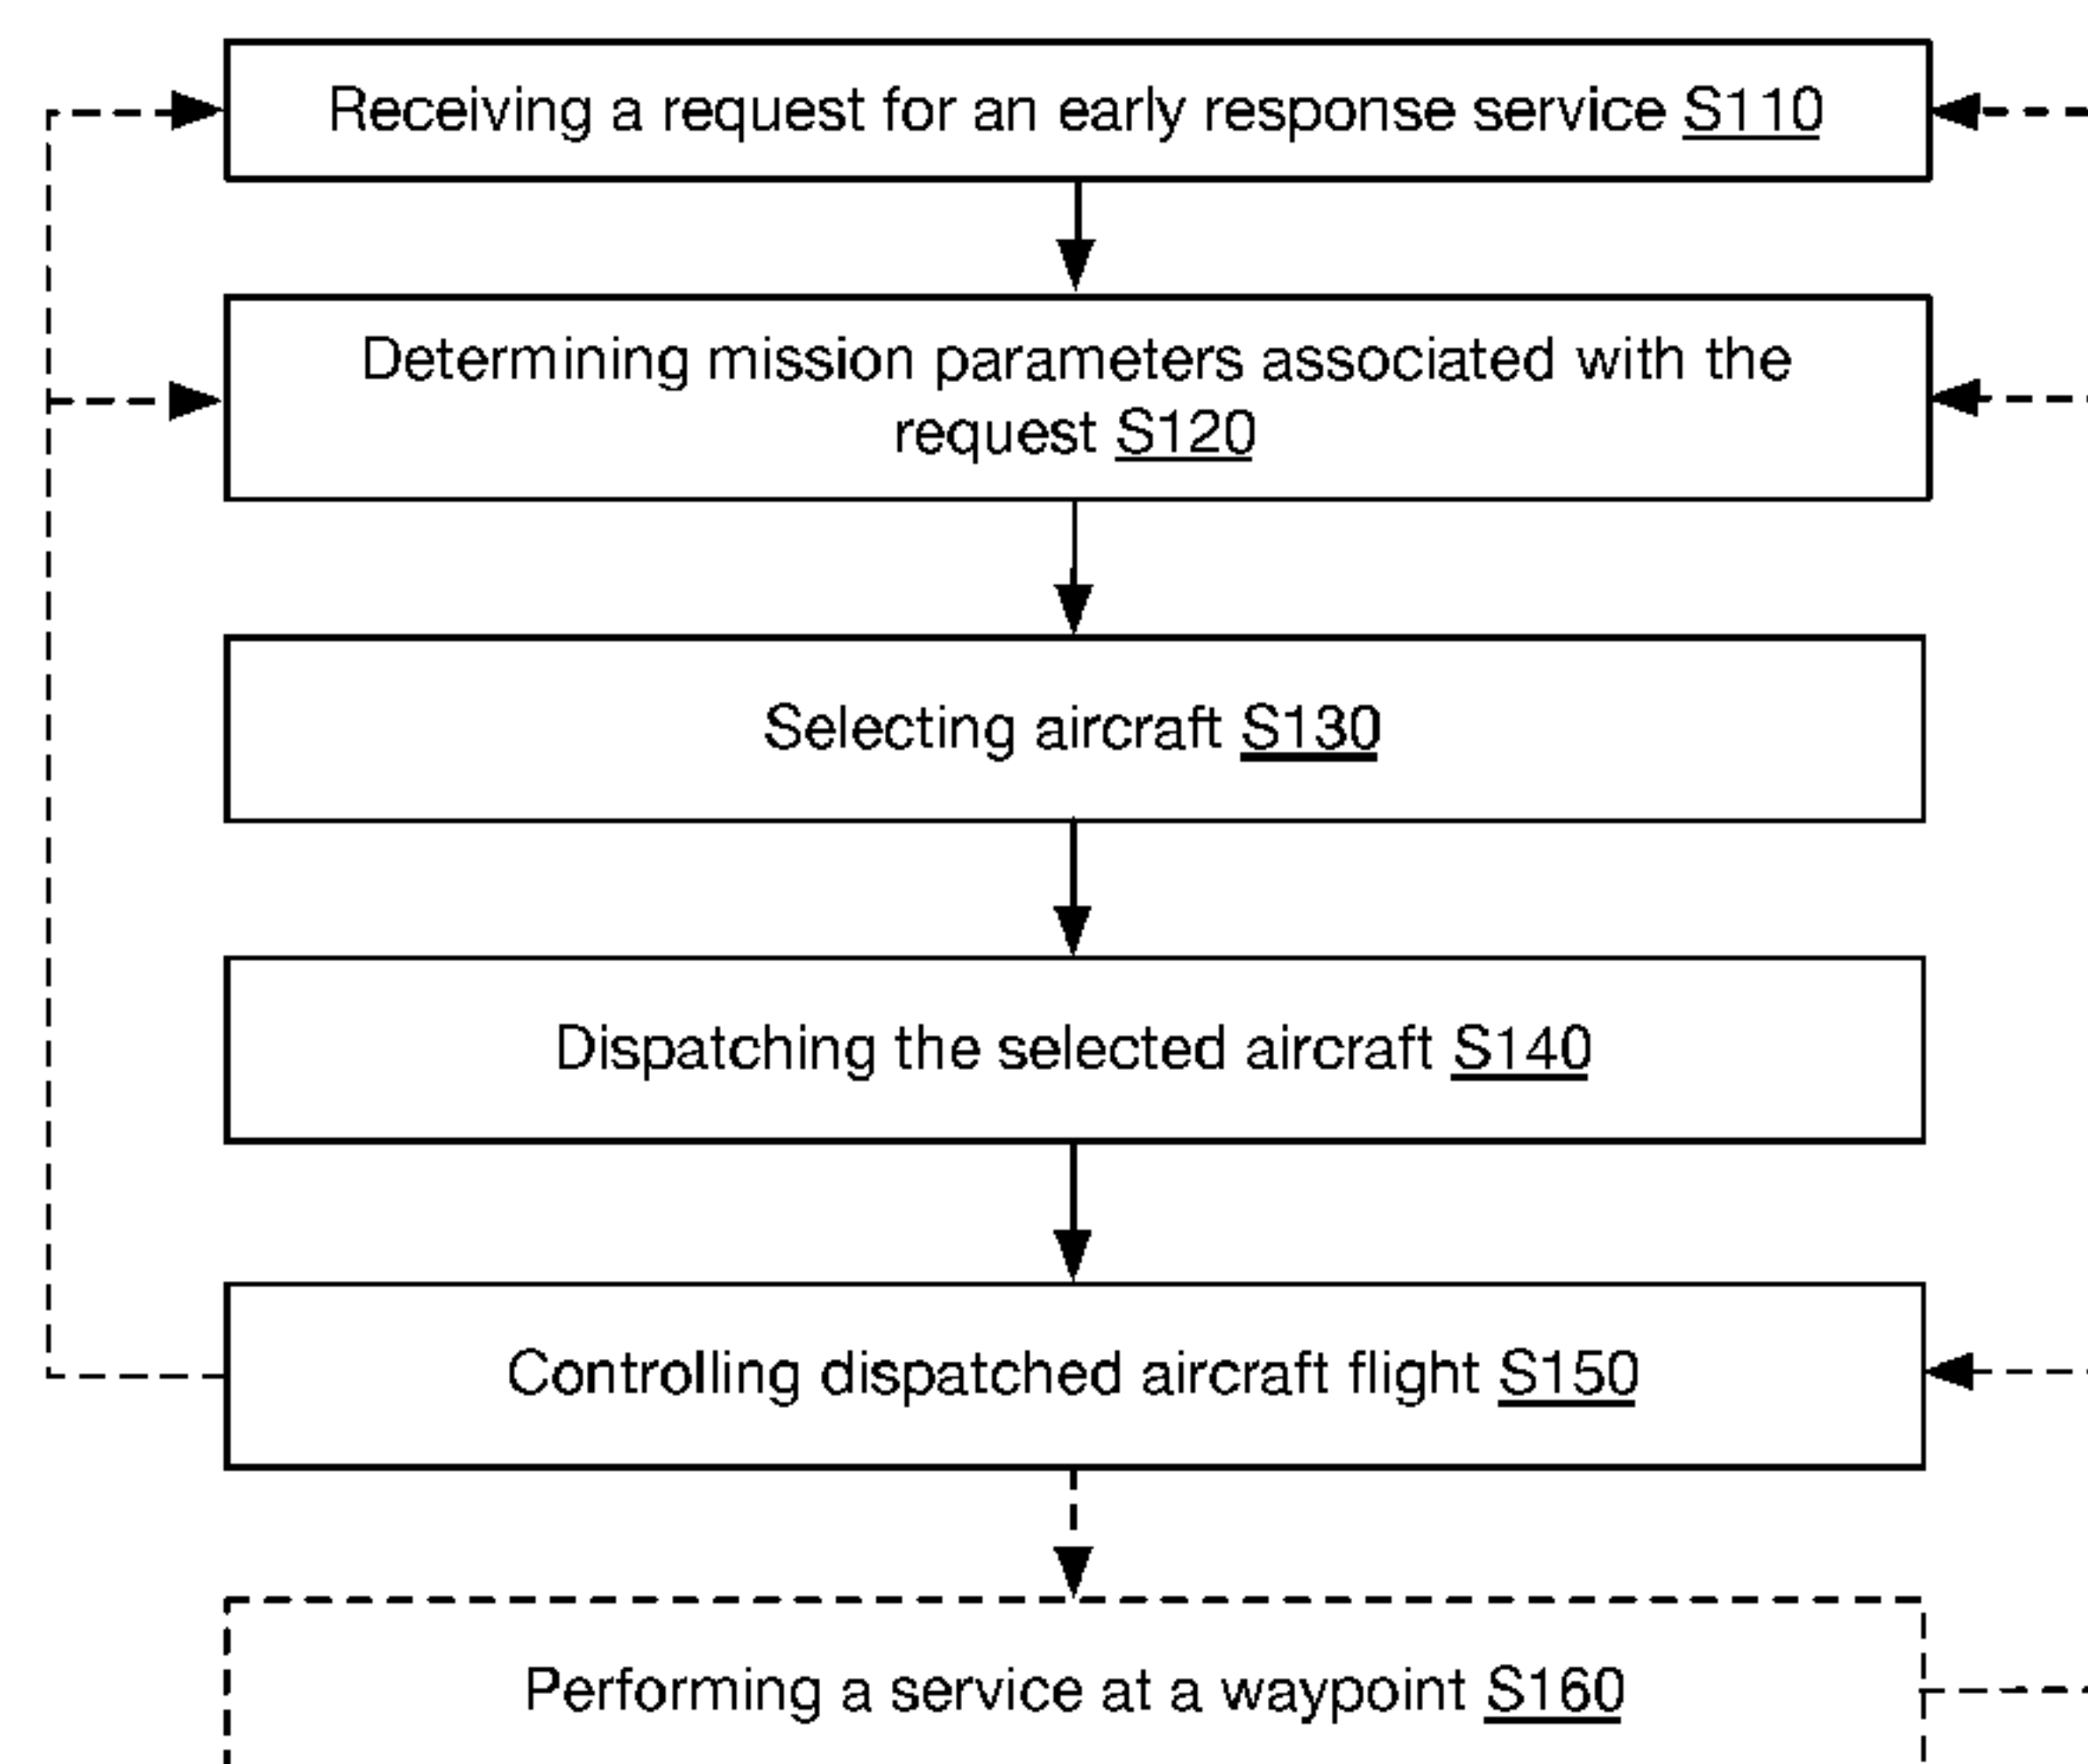 Receiving a request for an early response service S110
Determining mission parameters associated with the
request S120
Selecting aircraft S130
Dispatching the selected aircraft S140
Controlling dispatched aircraft flight S150
Performing a service at a waypoint S160